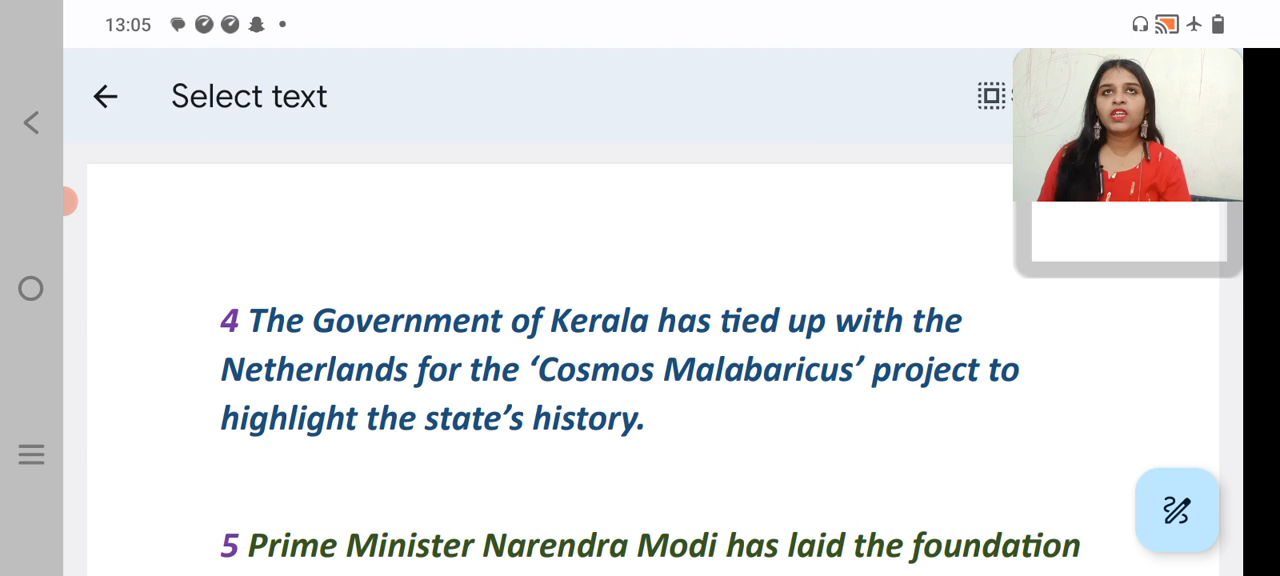 13:05
Select text
4 The Government of Kerala has tied up with the
Netherlands for the ‘Cosmos Malabaricus’ project to
highlight the state’s history.
5 Prime Minister Narendra Modi has laid the foundation